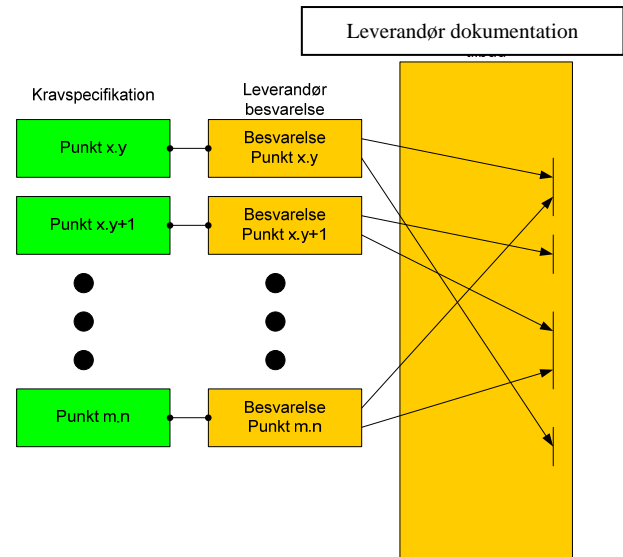 Leverandør dokumentation
Kravspecifikation
Leverandør
besvarelse
Punkt x.y
Besvarelse
Punkt x.y
Punkt x.y+1
Besvarelse
Punkt x.y+1
Punkt m.n
Besvarelse
Punkt m.n